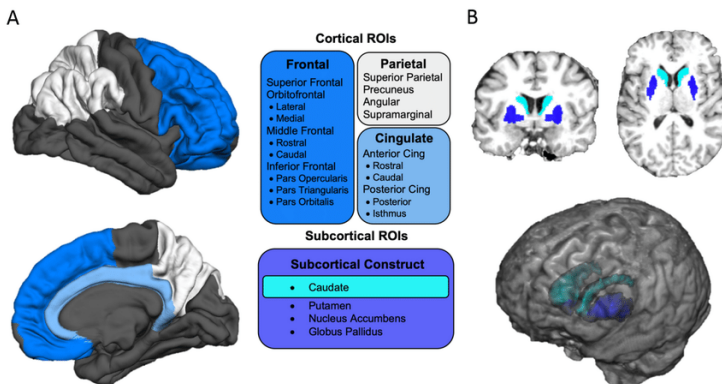 A
B
Cortical ROIs
Frontal
Superior Frontal
Orbitofrontal
• Lateral
• Medial
Middle Frontal
• Rostral
• Caudal
Inferior Frontal
• Pars Opercularis
• Pars Triangularis
• Pars Orbitalis
Parietal
Superior Parietal
Precuneus
Angular
Supramarginal
Cingulate
Anterior Cing
• Rostral
• Caudal
Posterior Cing
• Posterior
• Isthmus
Subcortical ROIs
Subcortical Construct
• Caudate
• Putamen
• Nucleus Accumbens
• Globus Pallidus